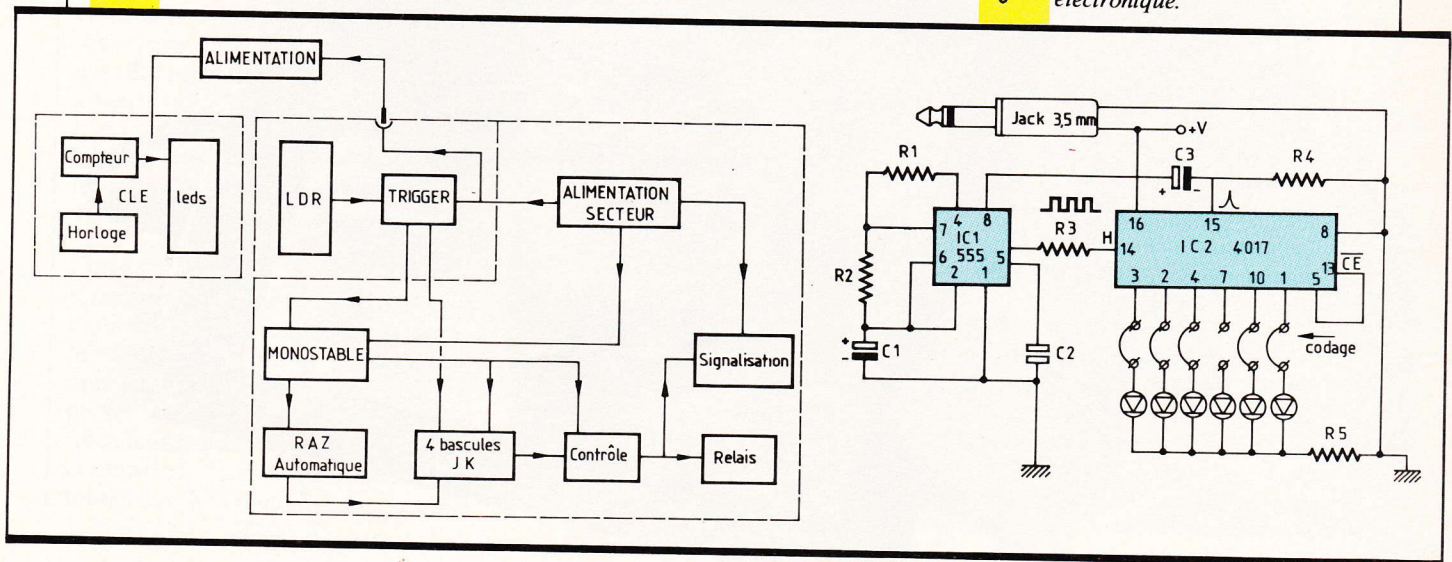 électronique.
ALIMENTATION
Compteur
CLE
leds
Horloge
LDR
TRIGGER
ALIMENTATION
SECTEUR
MONOSTABLE
Signalisation
RAZ
Automatique
4 bascules
JK
Contrôle
Relais
Jack 3,5 mm
+V
R1
C3
R4
+
-
4
8
7
IC1
555
6
5
2
1
R3
H
16
15
8
14
IC2 4017
13
CE
3
2
4
7
10
1
5
R2
+
-
C1
C2
codage
R5